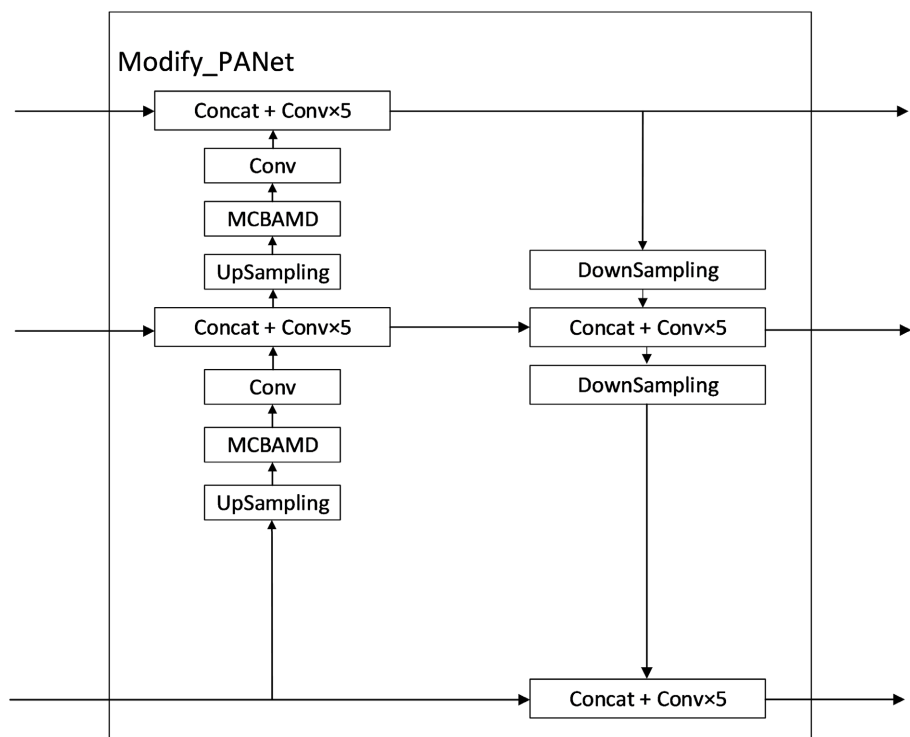 Modify_PANet
Concat + Conv×5
Conv
MCBAMD
UpSampling
Concat + Conv×5
Conv
MCBAMD
UpSampling
DownSampling
Concat + Conv×5
DownSampling
Concat + Conv×5